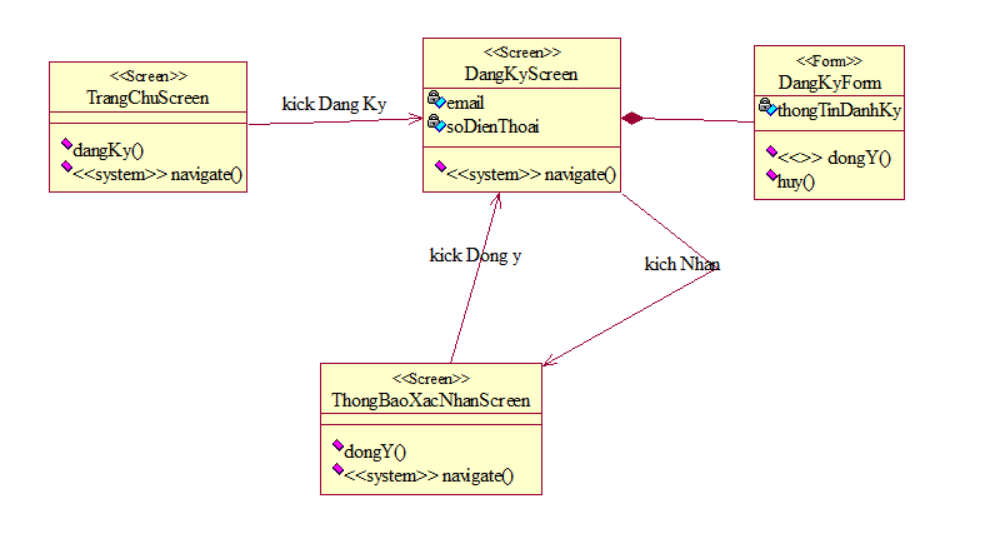 <<Screen>>
TrangChuScreen
dangKy()
<<system>> navigate()
kick Dang Ky
<<Screen>>
DangKyScreen
email
soDienThoai
<<system>> navigate()
<<Form>>
DangKyForm
thongTinDanhKy
<<>> dongY()
huy()
kick Dong y
kich Nhan
<<Screen>>
ThongBaoXacNhanScreen
dongY()
<<system>> navigate()